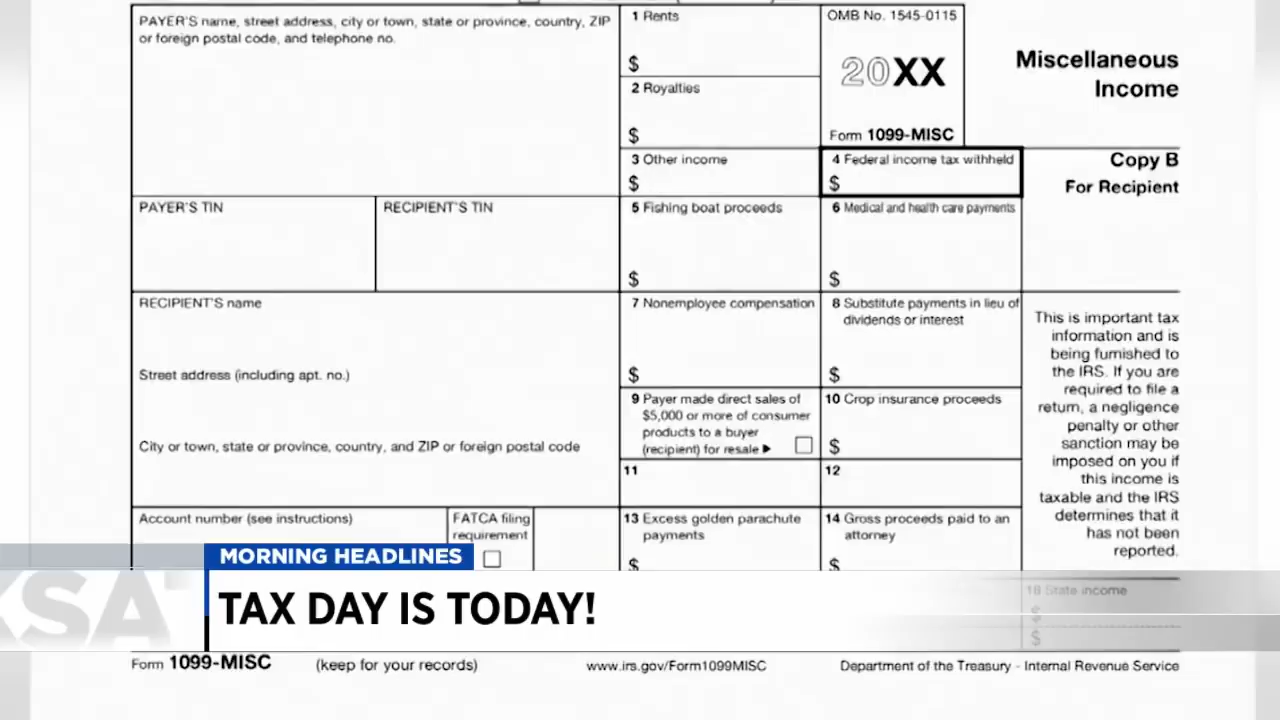 PAYER'S name, street address, city or town, state or province, country, ZIP
or foreign postal code, and telephone no.
1 Rents
$
2 Royalties
$
OMB No. 1545-0115
20XX
Form 1099-MISC
Miscellaneous
Income
3 Other income
$
4 Federal income tax withheld
$
Copy B
For Recipient
PAYER'S TIN
RECIPIENT'S TIN
5 Fishing boat proceeds
$
6 Medical and health care payments
$
RECIPIENT'S name
Street address (including apt. no.)
City or town, state or province, country, and ZIP or foreign postal code
7 Nonemployee compensation
$
8 Substitute payments in lieu of
dividends or interest
$
9 Payer made direct sales of
$5,000 or more of consumer
products to a buyer
(recipient) for resale ▶
10 Crop insurance proceeds
$
11
12
This is important tax
information and is
being furnished to
the IRS. If you are
required to file a
return, a negligence
penalty or other
sanction may be
imposed on you if
this income is
taxable and the IRS
determines that it
has not been
reported.
Account number (see instructions)
FATCA filing
requirement
13 Excess golden parachute
payments
$
14 Gross proceeds paid to an
attorney
$
MORNING HEADLINES
KSAT
TAX DAY IS TODAY!
18 State income
$
$
Form 1099-MISC
(keep for your records)
www.irs.gov/Form1099MISC
Department of the Treasury - Internal Revenue Service